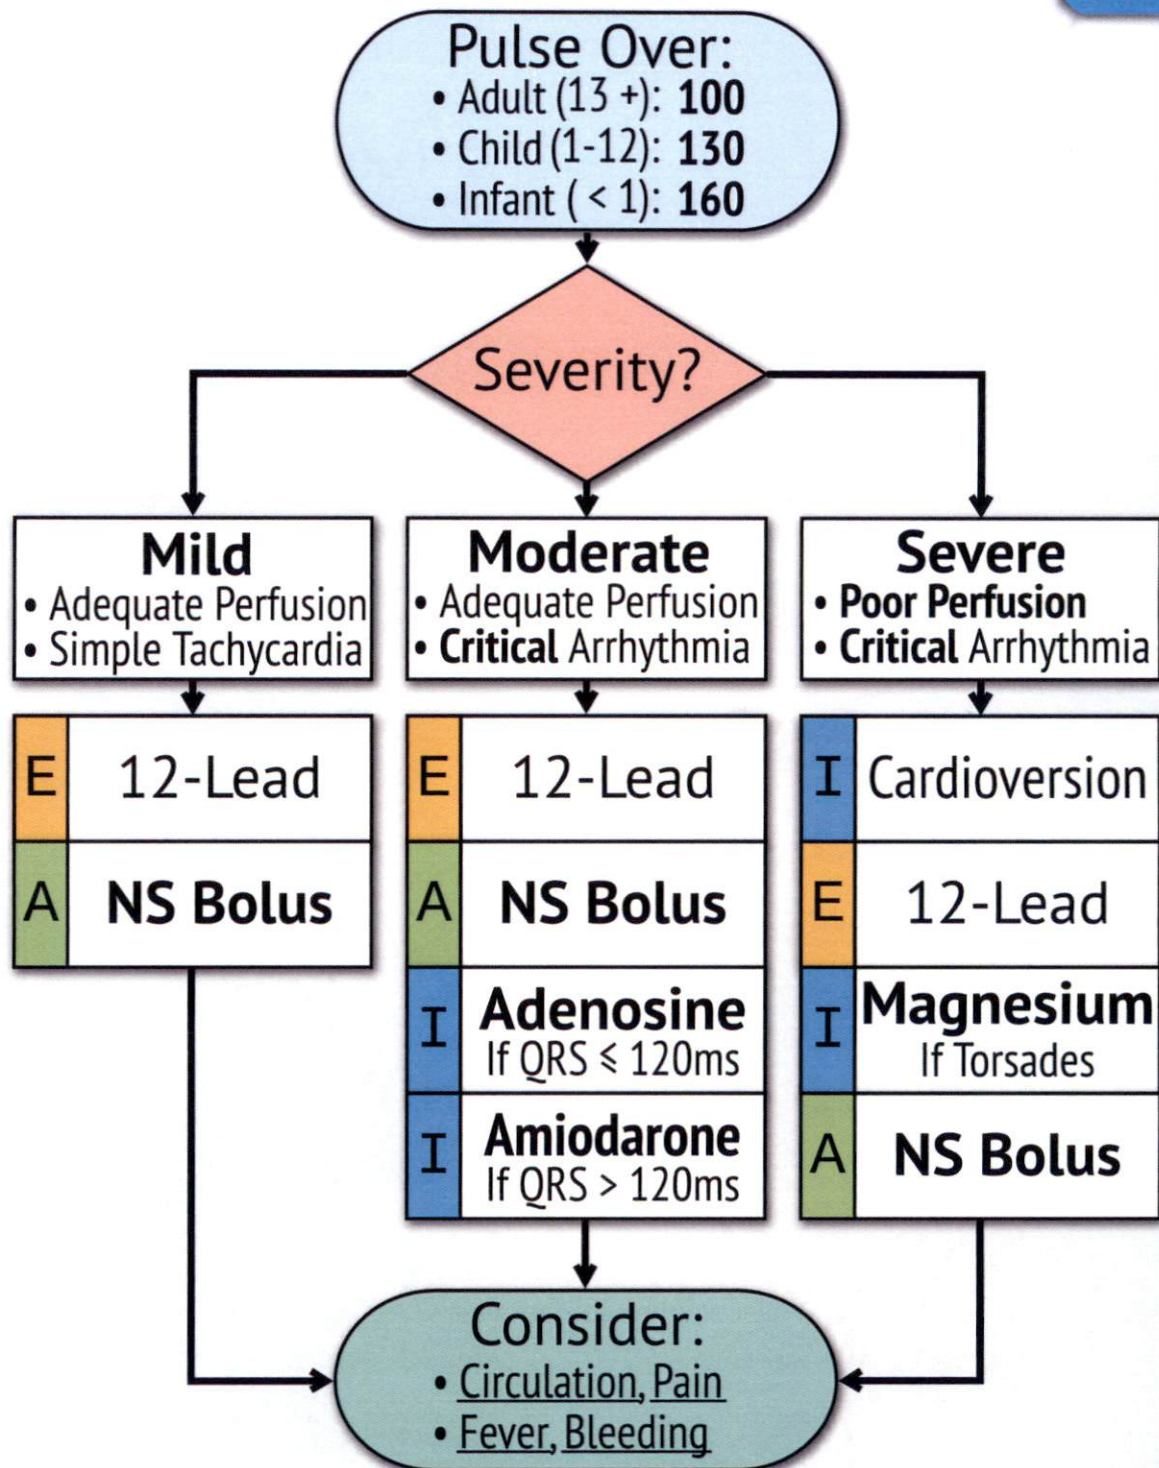 Pulse Over:
• Adult (13 +): 100
• Child (1-12): 130
• Infant ( < 1): 160
Severity?
Mild
• Adequate Perfusion
• Simple Tachycardia
E 12-Lead
A NS Bolus
Moderate
• Adequate Perfusion
• Critical Arrhythmia
E 12-Lead
A NS Bolus
I Adenosine
If QRS ≤ 120ms
I Amiodarone
If QRS > 120ms
Severe
• Poor Perfusion
• Critical Arrhythmia
I Cardioversion
E 12-Lead
I Magnesium
If Torsades
A NS Bolus
Consider:
• Circulation, Pain
• Fever, Bleeding